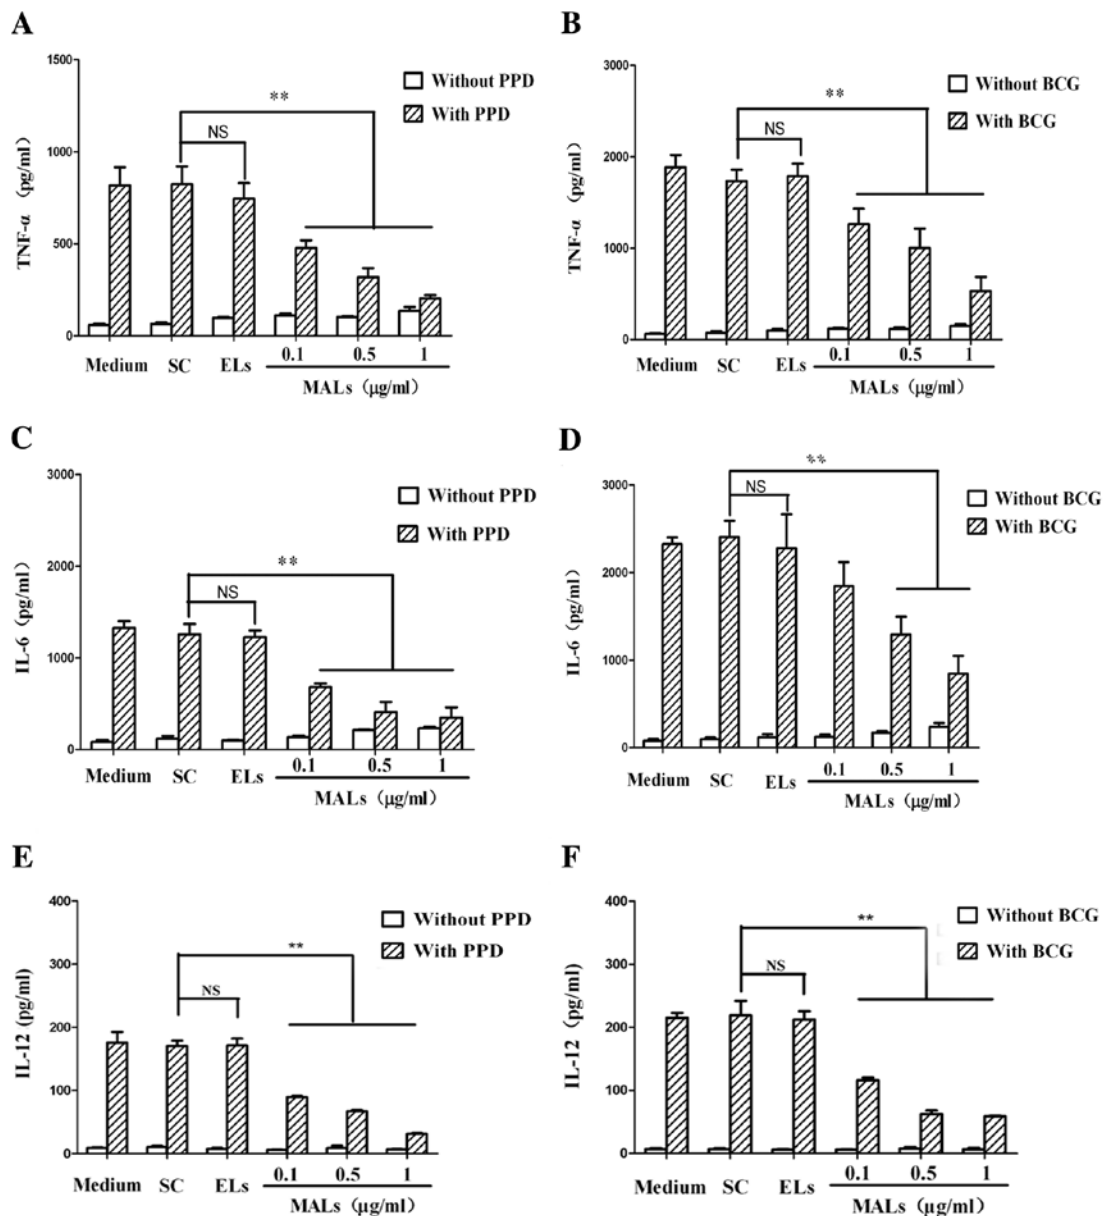 A
1500
1000
500
0
TNF-α (pg/ml)
Without PPD
With PPD
**
NS
Medium SC ELs 0.1 0.5 1
MALs (μg/ml)
B
3000
2000
1000
0
TNF-α (pg/ml)
Without BCG
With BCG
**
NS
Medium SC ELs 0.1 0.5 1
MALs (μg/ml)
C
3000
2000
1000
0
IL-6 (pg/ml)
Without PPD
With PPD
**
NS
Medium SC ELs 0.1 0.5 1
MALs (μg/ml)
D
3000
2000
1000
0
IL-6 (pg/ml)
Without BCG
With BCG
**
NS
Medium SC ELs 0.1 0.5 1
MALs (μg/ml)
E
400
300
200
100
0
IL-12 (pg/ml)
Without PPD
With PPD
**
NS
Medium SC ELs 0.1 0.5 1
MALs (μg/ml)
F
400
300
200
100
0
IL-12 (pg/ml)
Without BCG
With BCG
**
NS
Medium SC ELs 0.1 0.5 1
MALs (μg/ml)